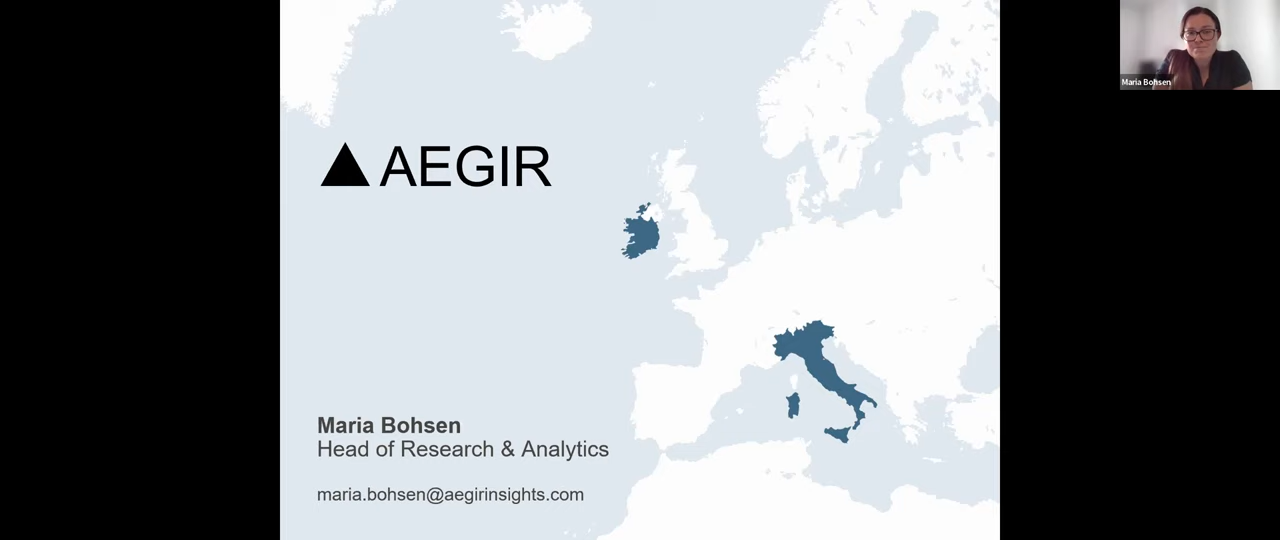 AEGIR
Maria Bohsen
Head of Research & Analytics
maria.bohsen@aegirinsights.com
Maria Bohsen